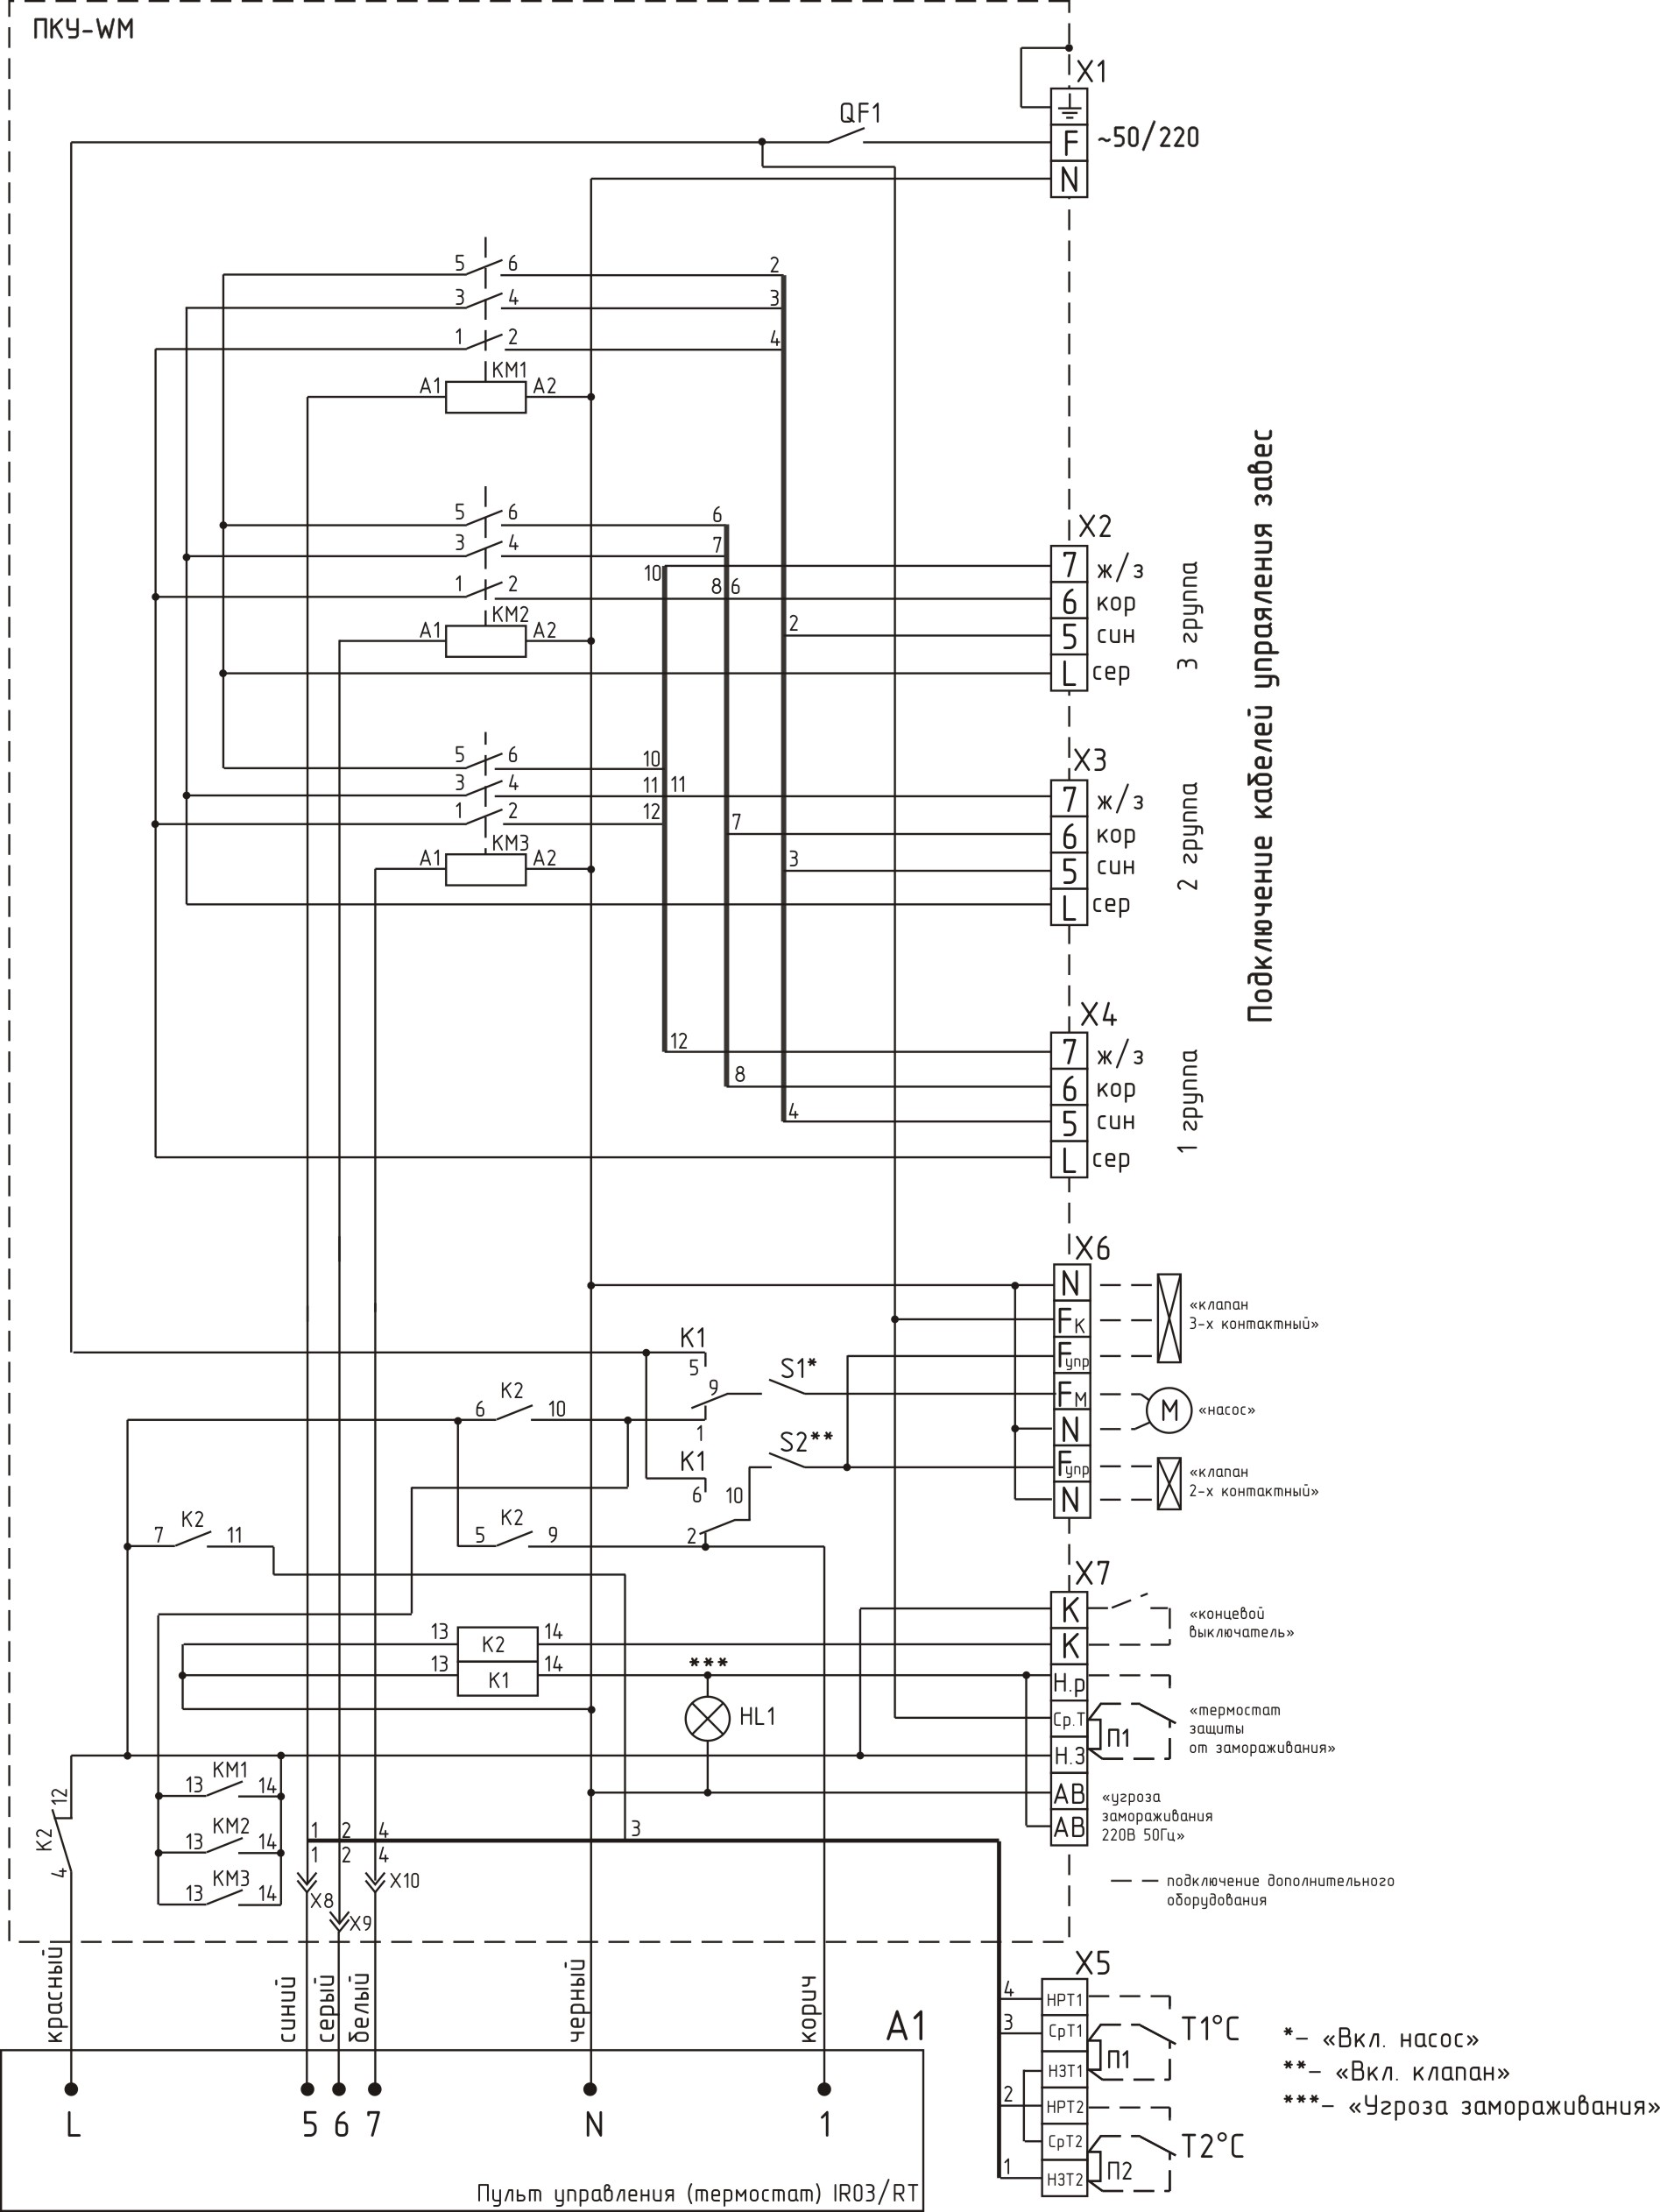 ПКУ-WM
X1
QF1
F ~50/220
N
5 6 2
3 4 3
1 2 4
KM1
A1 A2
Подключение кабелей упраяления завес
5 6 6
3 4 7
X2
10 7 ж/з
1 2 8 6 6 кор
KM2
A1 A2 2 5 син
L сер
3 группа
X3
5 6 10
3 4 11 11 7 ж/з
1 2 12 7 6 кор
KM3
A1 A2 3 5 син
L сер
2 группа
X4
12 7 ж/з
8 6 кор
4 5 син
L сер
1 группа
X6
N
«клапан
3-х контактный»
Fк
K1
5
Fупр
S1*
9
Fм
M «насос»
K2
6 10
1
N
S2**
K1
6 10
Fупр
«клапан
2-х контактный»
N
K2
7 11
K2
5 9
2
X7
K
«концевой
выключатель»
13 K2 14
K
13 K1 14
***
Н.р
HL1
Ср.Т
П1
«термостат
защиты
от замораживания»
Н.З
12
K2
4
KM1
13 14
АВ
«угроза
замораживания
220В 50Гц»
KM2
13 14
1 2 4 3
АВ
1 2 4
KM3
13 14
X8
X9
X10
подключение дополнительного
оборудования
красный
синий
серый
белый
черный
корич
X5
A1
4 НРТ1
3 СрТ1
П1
T1°C
НЗТ1
2 НРТ2
СрТ2
П2
T2°C
1 НЗТ2
*- «Вкл. насос»
**- «Вкл. клапан»
***- «Угроза замораживания»
L 5 6 7 N 1
Пульт управления (термостат) IR03/RT